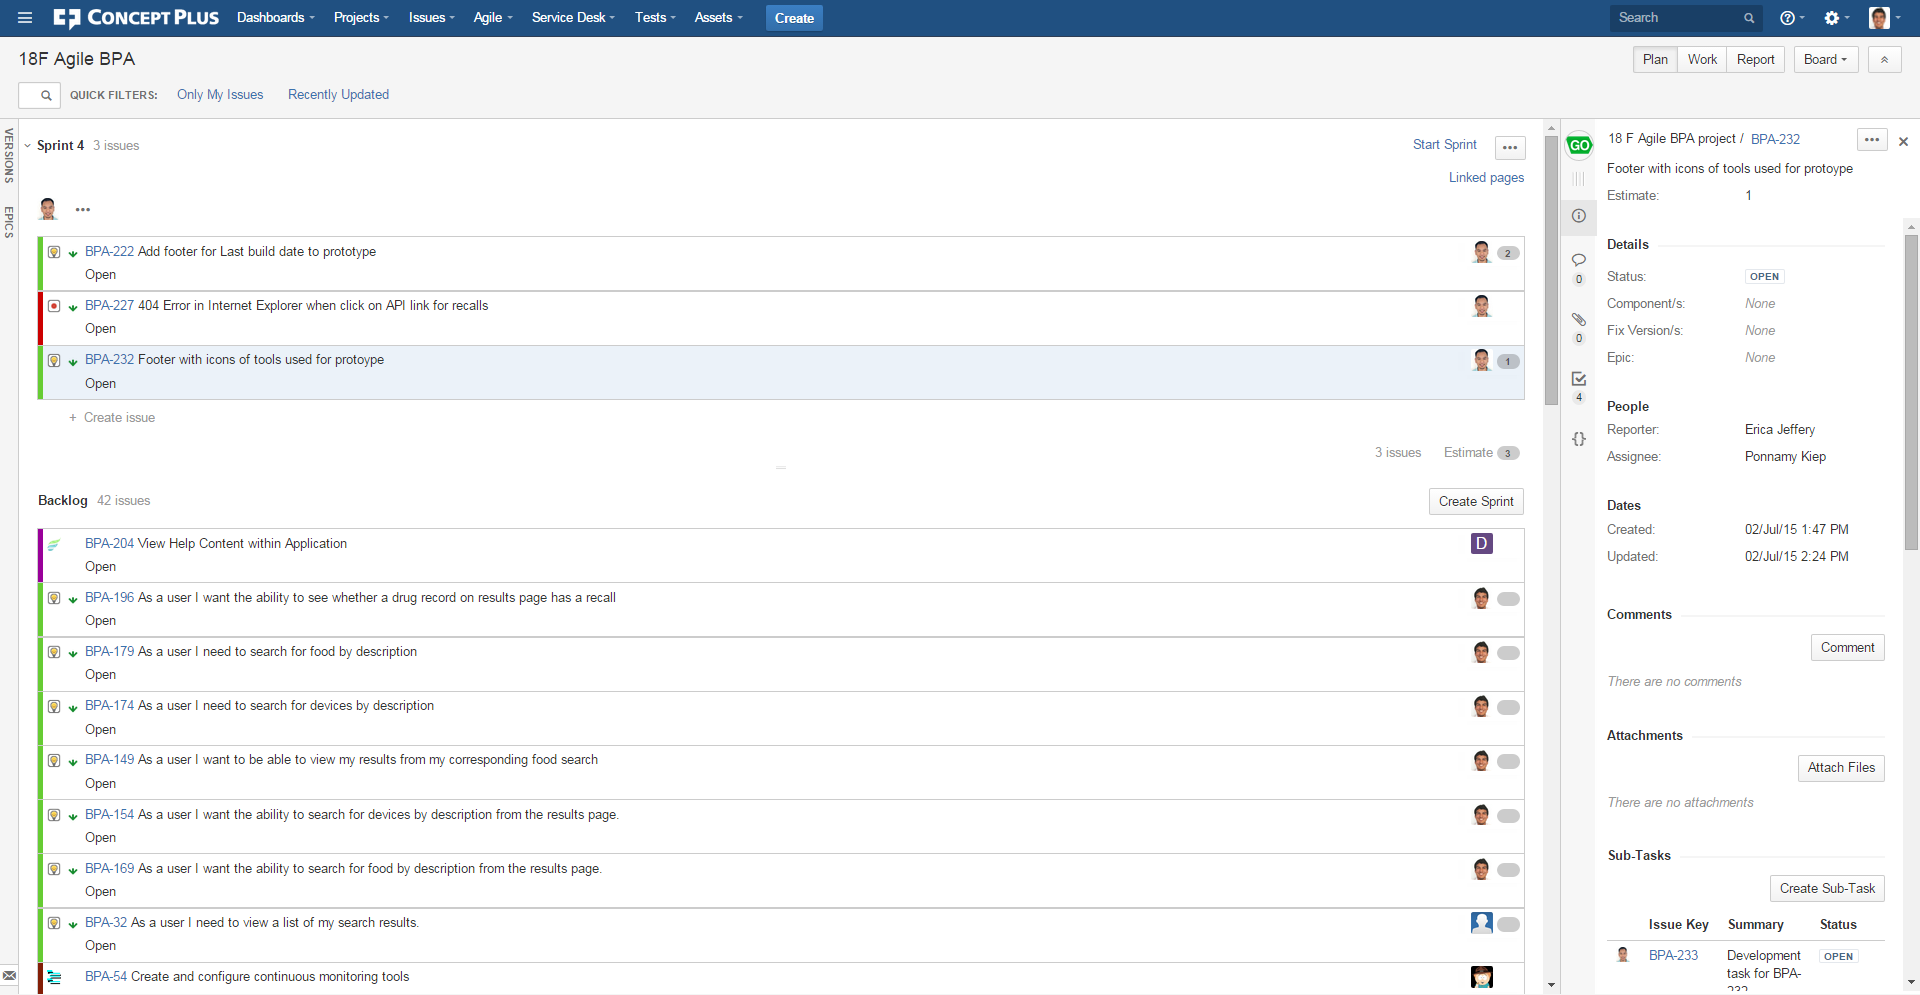 CONCEPT PLUS Dashboards Projects Issues Agile Service Desk Tests Assets Create Search
18F Agile BPA Plan Work Report Board
QUICK FILTERS: Only My Issues Recently Updated
VERSIONS
EPICS
Sprint 4 3 issues Start Sprint
Linked pages
BPA-222 Add footer for Last build date to prototype 2
Open
BPA-227 404 Error in Internet Explorer when click on API link for recalls
Open
BPA-232 Footer with icons of tools used for protoype 1
Open
+ Create issue
3 issues Estimate 3
Backlog 42 issues Create Sprint
BPA-204 View Help Content within Application D
Open
BPA-196 As a user I want the ability to see whether a drug record on results page has a recall
Open
BPA-179 As a user I need to search for food by description
Open
BPA-174 As a user I need to search for devices by description
Open
BPA-149 As a user I want to be able to view my results from my corresponding food search
Open
BPA-154 As a user I want the ability to search for devices by description from the results page.
Open
BPA-169 As a user I want the ability to search for food by description from the results page.
Open
BPA-32 As a user I need to view a list of my search results.
Open
BPA-54 Create and configure continuous monitoring tools
GO
0
0
4
18 F Agile BPA project / BPA-232
Footer with icons of tools used for protoype
Estimate: 1
Details
Status: OPEN
Component/s: None
Fix Version/s: None
Epic: None
People
Reporter: Erica Jeffery
Assignee: Ponnamy Kiep
Dates
Created: 02/Jul/15 1:47 PM
Updated: 02/Jul/15 2:24 PM
Comments
Comment
There are no comments
Attachments
Attach Files
There are no attachments
Sub-Tasks
Create Sub-Task
Issue Key Summary Status
BPA-233 Development OPEN
task for BPA-
232